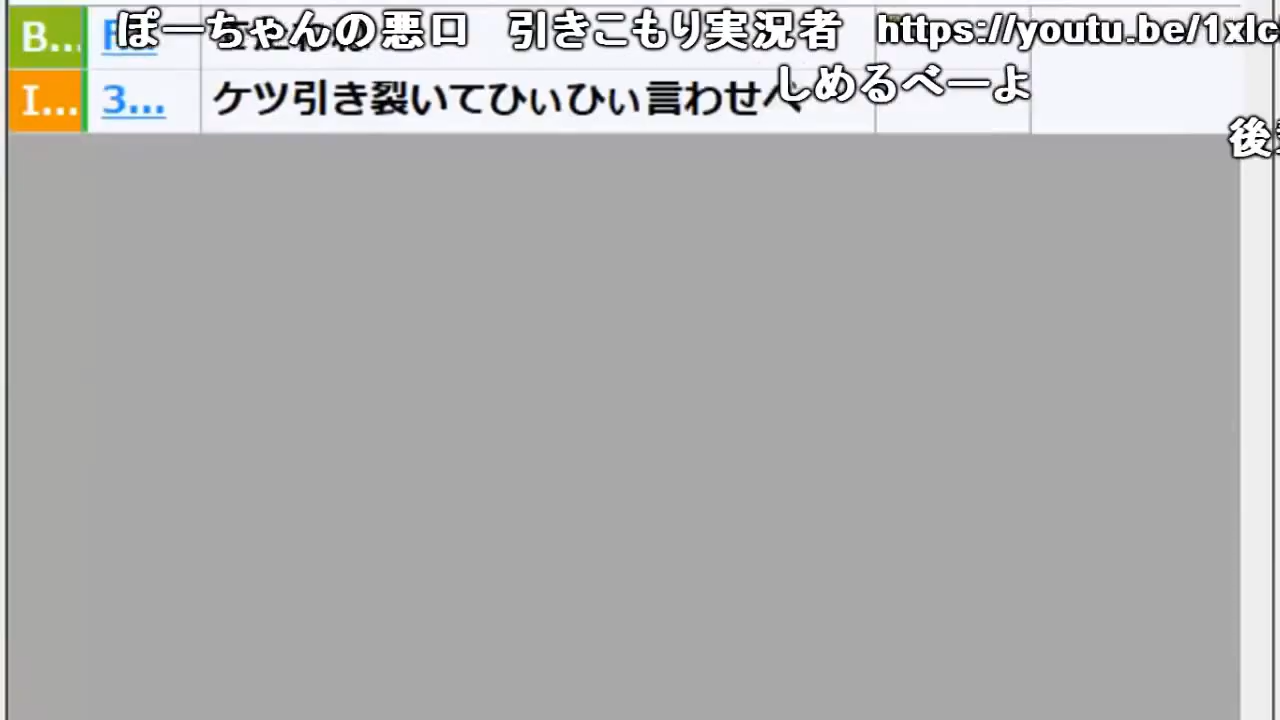 ぽーちゃんの悪口 引きこもり実況者 https://youtu.be/1xlc
B...
しめるべーよ
I... 3... ケツ引き裂いてひぃひぃ言わせ
後